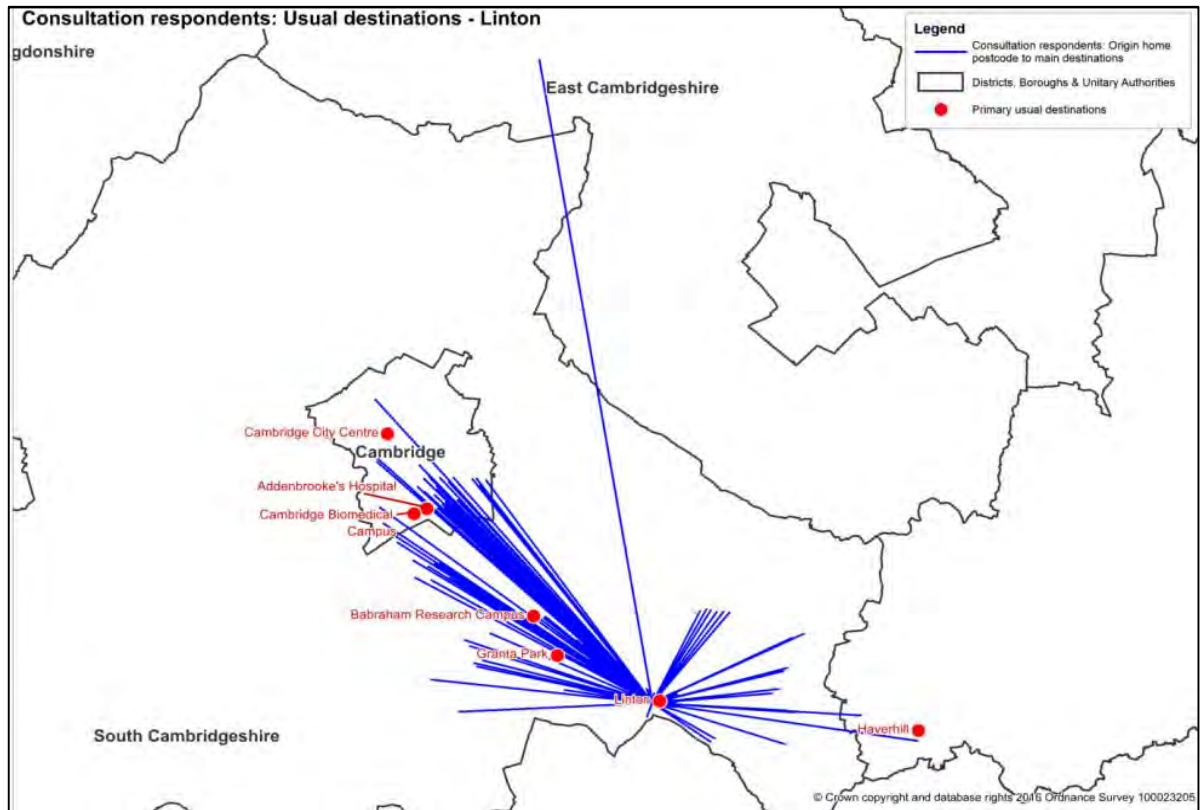 Consultation respondents: Usual destinations - Linton
gdonshire
East Cambridgeshire
Legend
Consultation respondents: Origin home
postcode to main destinations
Districts, Boroughs & Unitary Authorities
Primary usual destinations
Cambridge City Centre
Cambridge
Addenbrooke's Hospital
Cambridge Biomedical
Campus
Babraham Research Campus
Granta Park
Linton
Haverhill
South Cambridgeshire
© Crown copyright and database rights 2016 Ordnance Survey 100023205